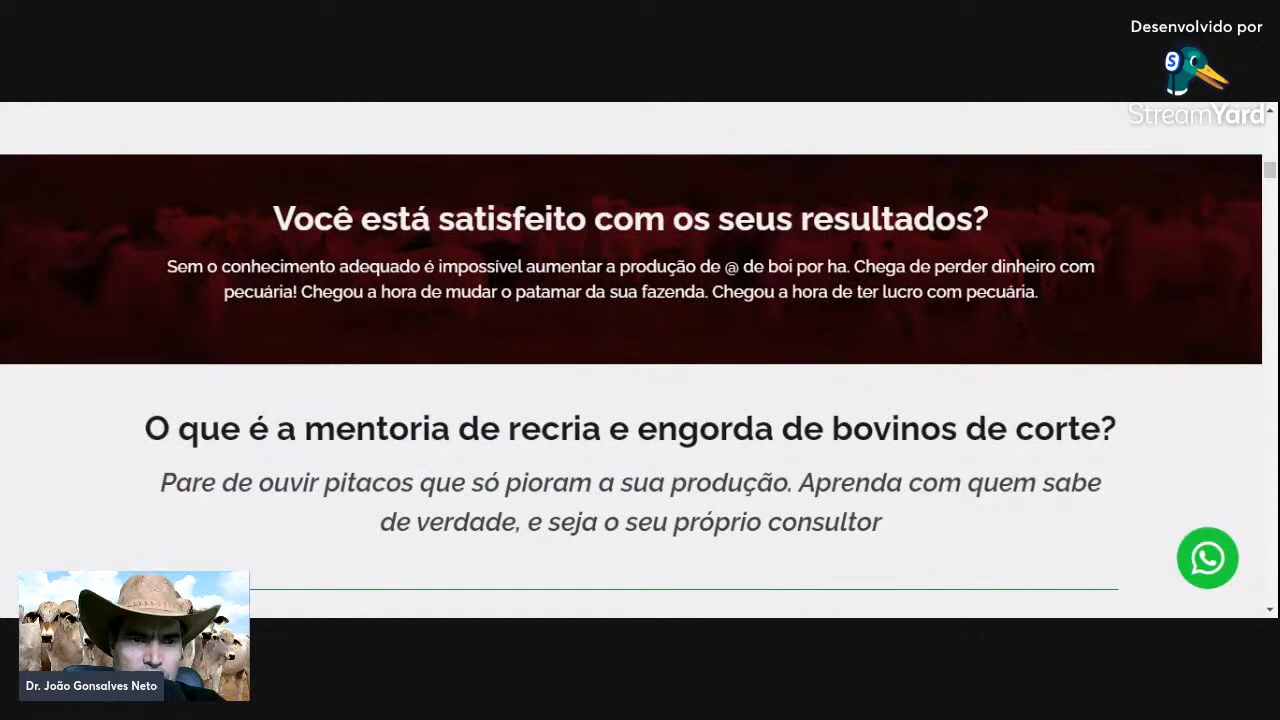 Desenvolvido por
S
StreamYard
Você está satisfeito com os seus resultados?
Sem o conhecimento adequado é impossível aumentar a produção de @ de boi por ha. Chega de perder dinheiro com
pecuária! Chegou a hora de mudar o patamar da sua fazenda. Chegou a hora de ter lucro com pecuária.
O que é a mentoria de recria e engorda de bovinos de corte?
Pare de ouvir pitacos que só pioram a sua produção. Aprenda com quem sabe
de verdade, e seja o seu próprio consultor
Dr. João Gonsalves Neto